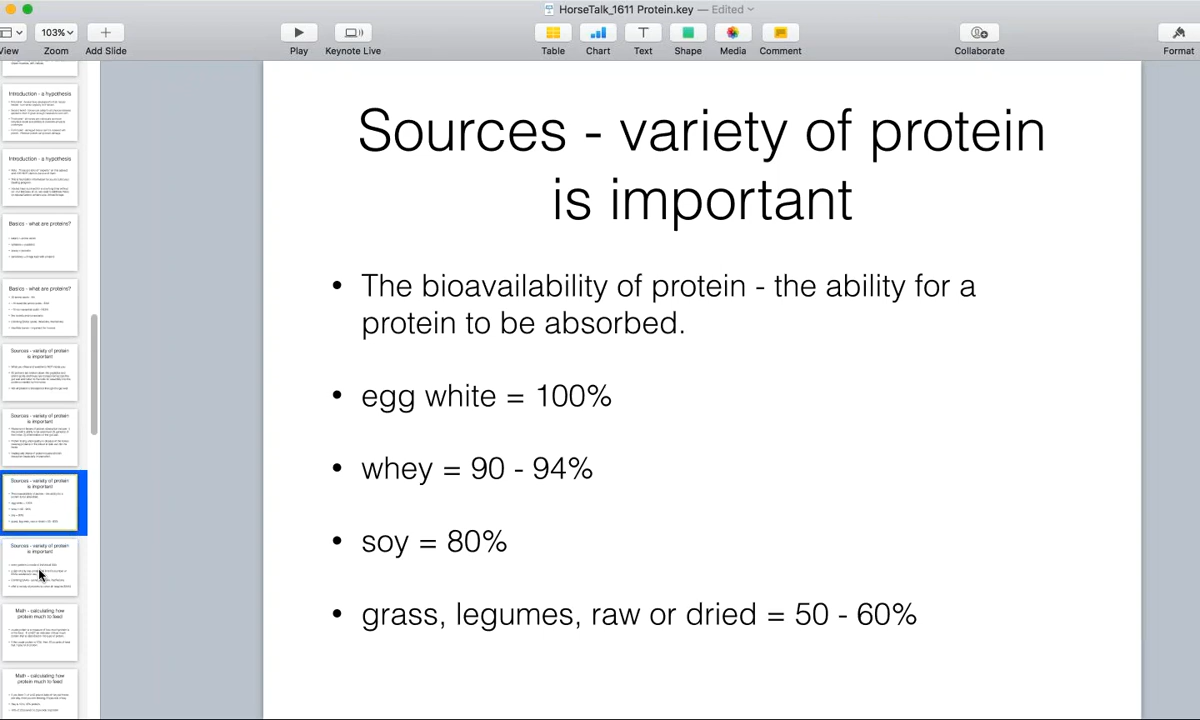 HorseTalk_1611 Protein.key — Edited
103%
View
Zoom
Add Slide
Play
Keynote Live
Table
Chart
Text
Shape
Media
Comment
Collaborate
Format
Introduction - a hypothesis
Introduction - a hypothesis
Basics - what are proteins?
Basics - what are proteins?
Sources - variety of protein
is important
Sources - variety of protein
is important
Sources - variety of protein
is important
Sources - variety of protein
is important
Math - calculating how
protein much to feed
Math - calculating how
protein much to feed
Sources - variety of protein
is important
• The bioavailability of protein - the ability for a
protein to be absorbed.
• egg white = 100%
• whey = 90 - 94%
• soy = 80%
• grass, legumes, raw or dried = 50 - 60%